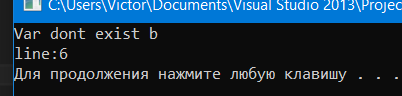 C:\Users\Victor\Documents\Visual Studio 2013\Projec
Var dont exist b
line:6
Для продолжения нажмите любую клавишу . . .